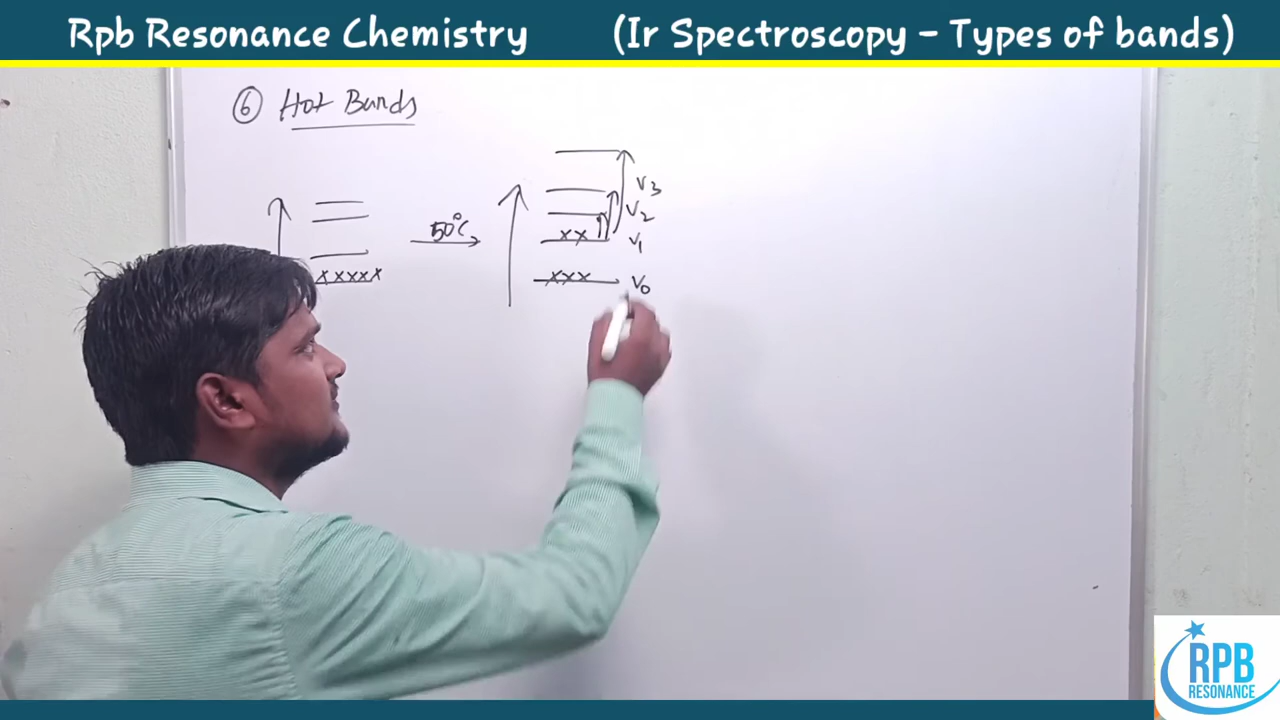 Rpb Resonance Chemistry (Ir Spectroscopy - Types of bands)
⑥ Hot Bands
50°C
xx
xxxxx
xxx
V3
V2
V1
V0
RPB
RESONANCE